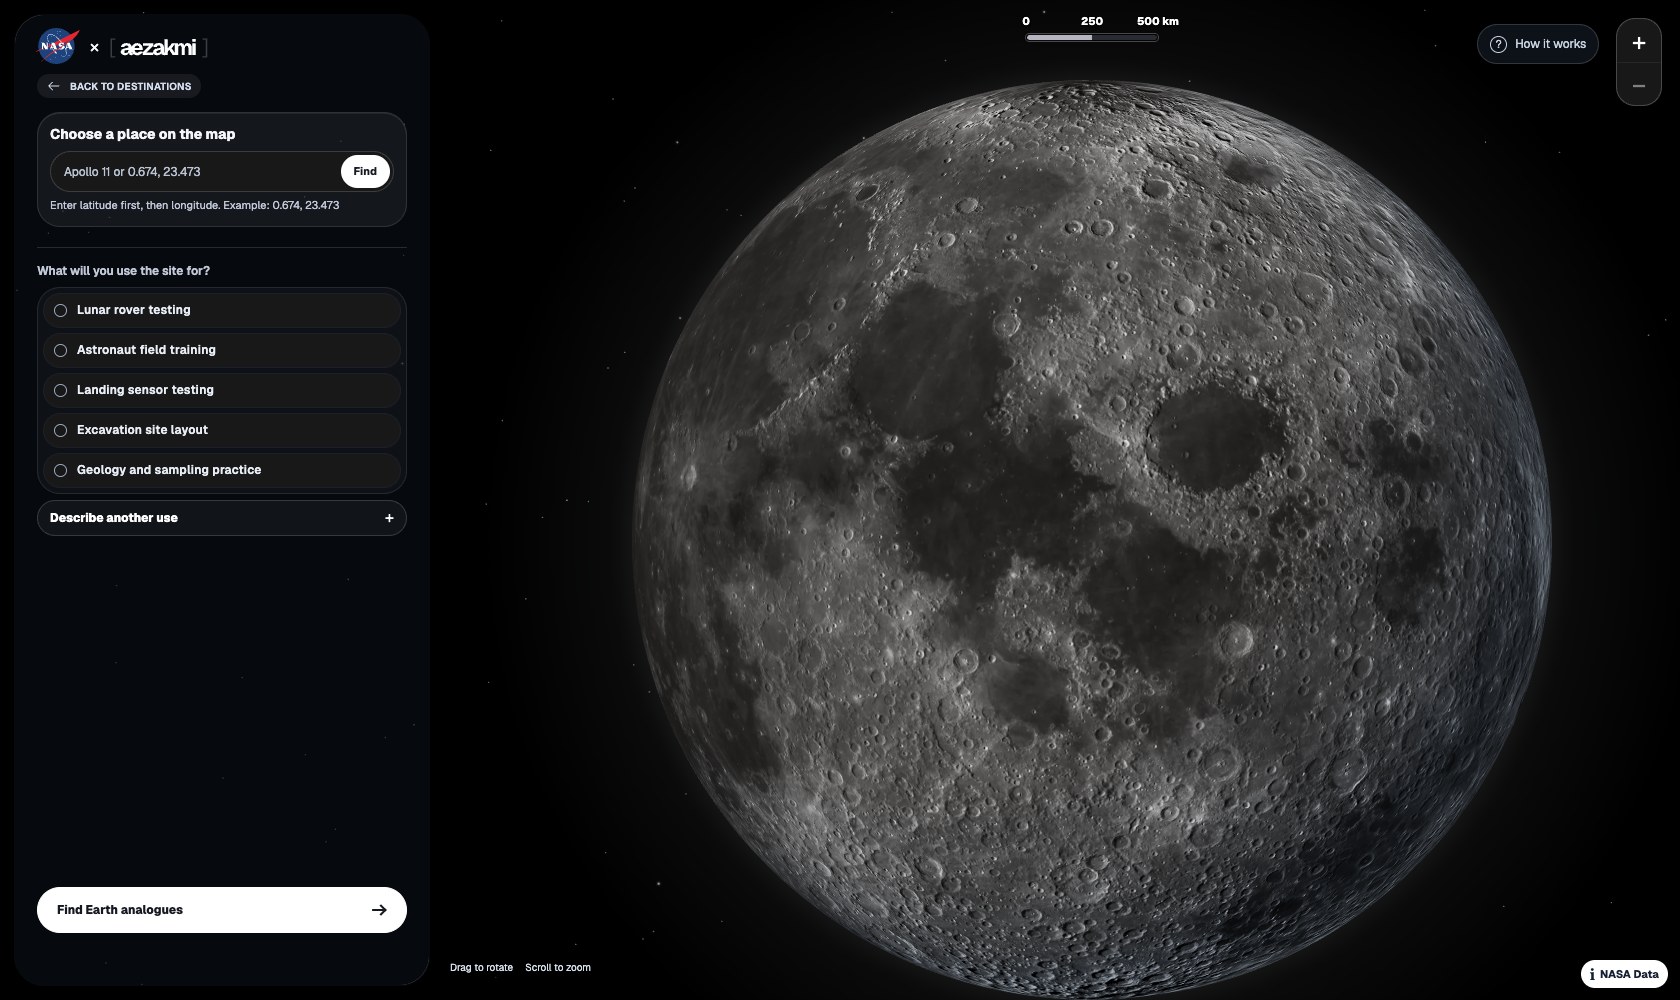 NASA × [ aezakmi ]
← BACK TO DESTINATIONS
Choose a place on the map
Apollo 11 or 0.674, 23.473
Find
Enter latitude first, then longitude. Example: 0.674, 23.473
What will you use the site for?
Lunar rover testing
Astronaut field training
Landing sensor testing
Excavation site layout
Geology and sampling practice
Describe another use +
Find Earth analogues →
0 250 500 km
? How it works
+
−
Drag to rotate Scroll to zoom
i NASA Data